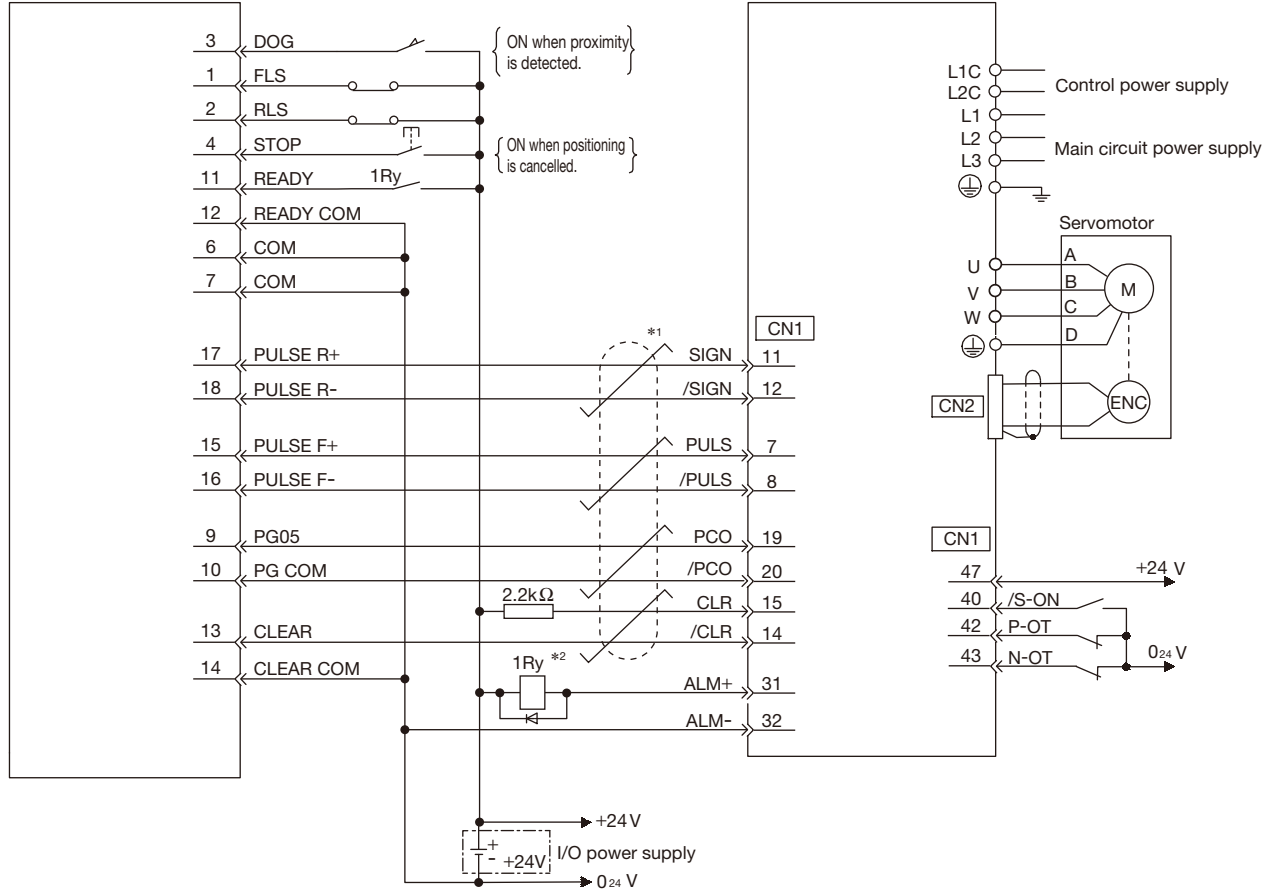 3 DOG
ON when proximity
is detected.
1 FLS
2 RLS
4 STOP
ON when positioning
is cancelled.
11 READY 1Ry
12 READY COM
6 COM
7 COM
17 PULSE R+
18 PULSE R-
15 PULSE F+
16 PULSE F-
9 PG05
10 PG COM
2.2kΩ
13 CLEAR
14 CLEAR COM
1Ry *2
*1
CN1
SIGN 11
/SIGN 12
PULS 7
/PULS 8
PCO 19
/PCO 20
CLR 15
/CLR 14
ALM+ 31
ALM- 32
+24 V
+
-
+24V
I/O power supply
024 V
L1C
L2C
Control power supply
L1
L2
L3
Main circuit power supply
Servomotor
U A
V B
W C
D
M
CN2
ENC
CN1
47 +24 V
40 /S-ON
42 P-OT
43 N-OT
024 V